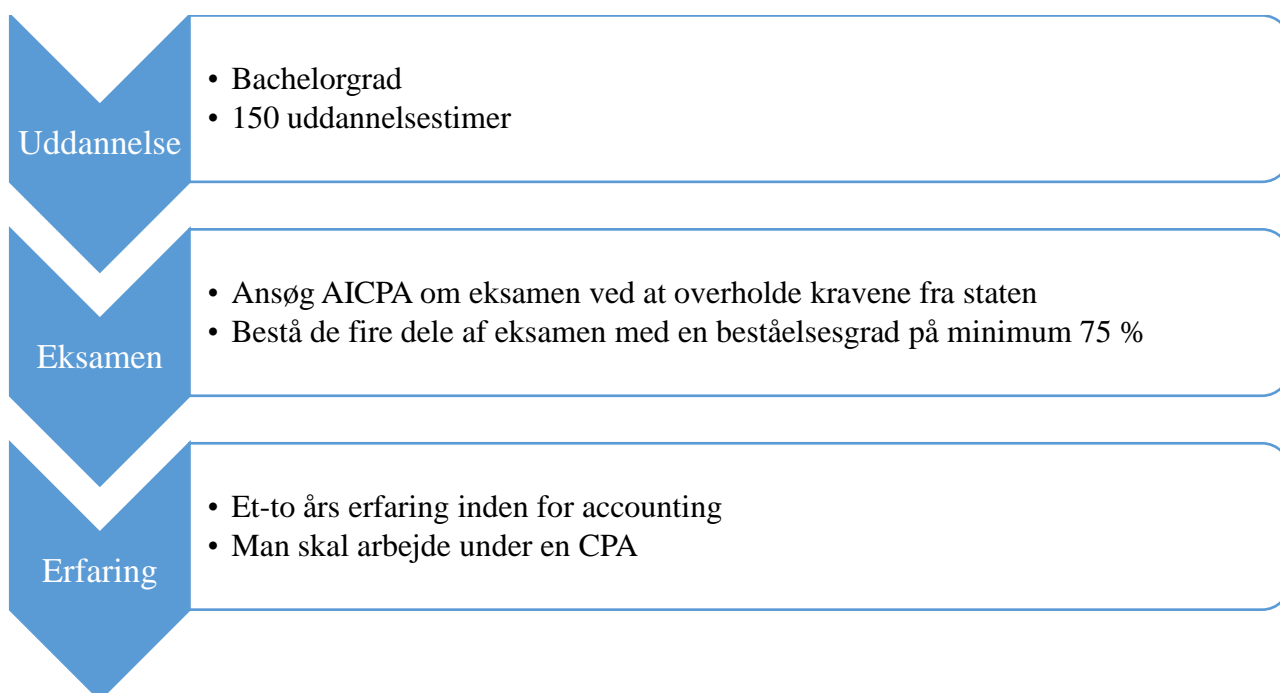 Uddannelse
• Bachelorgrad
• 150 uddannelsestimer
Eksamen
• Ansøg AICPA om eksamen ved at overholde kravene fra staten
• Bestå de fire dele af eksamen med en beståelsesgrad på minimum 75 %
Erfaring
• Et-to års erfaring inden for accounting
• Man skal arbejde under en CPA